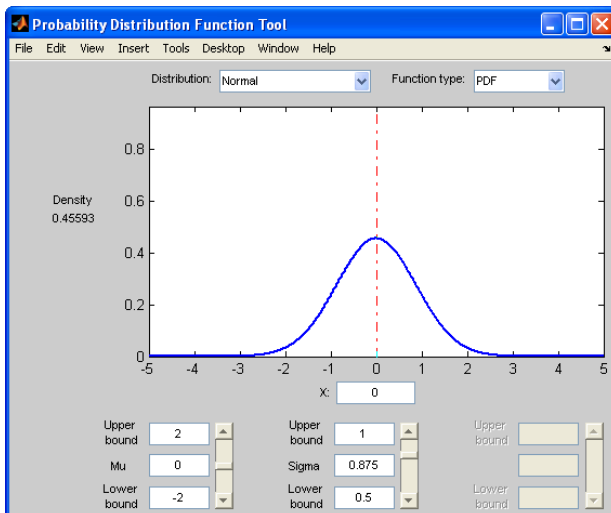 Probability Distribution Function Tool
File Edit View Insert Tools Desktop Window Help
Distribution: Normal Function type: PDF
0.8
Density
0.45593
0.6
0.4
0.2
0
-5 -4 -3 -2 -1 0 1 2 3 4 5
X: 0
Upper bound 2
Mu 0
Lower bound -2
Upper bound 1
Sigma 0.875
Lower bound 0.5
Upper bound
Lower bound